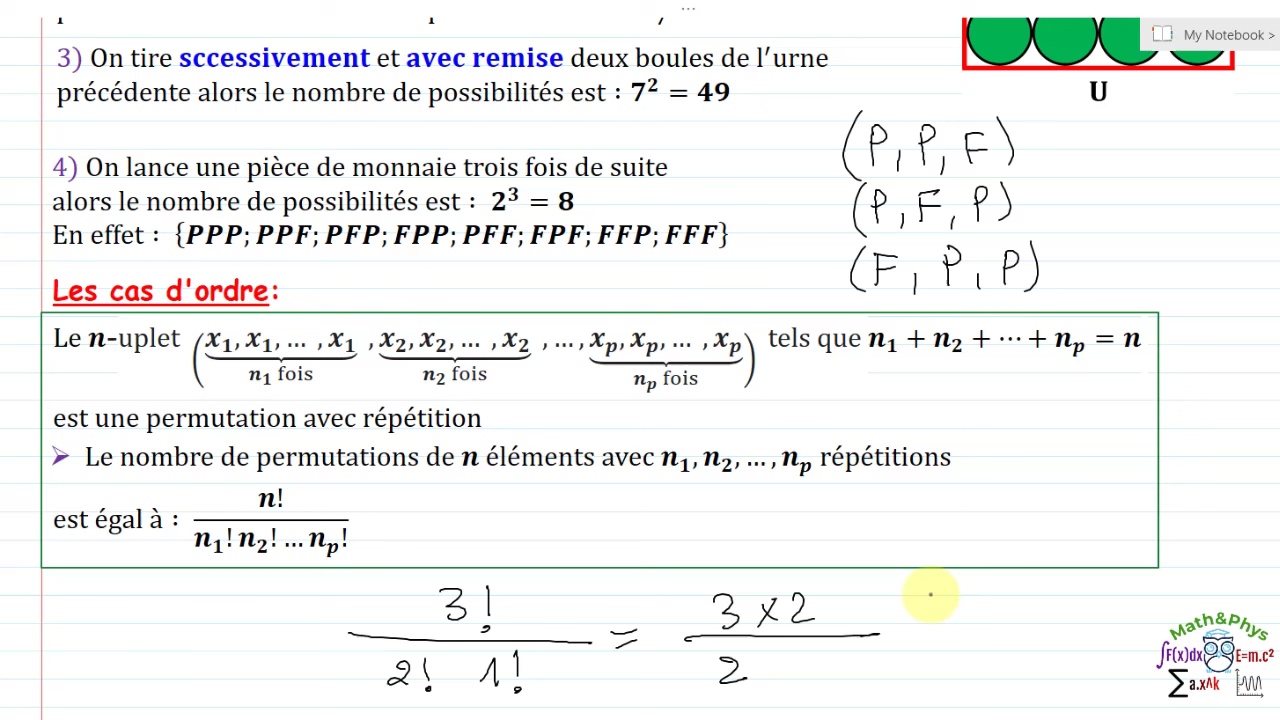 My Notebook >
3) On tire sccessivement et avec remise deux boules de l'urne
précédente alors le nombre de possibilités est : 7² = 49
U
(P, P, F)
4) On lance une pièce de monnaie trois fois de suite
alors le nombre de possibilités est : 2³ = 8
(P, F, P)
En effet : {PPP; PPF; PFP; FPP; PFF; FPF; FFP; FFF}
(F, P, P)
Les cas d'ordre:
Le n-uplet (x₁, x₁, … , x₁ , x₂, x₂, … , x₂ , … , xₚ, xₚ, … , xₚ) tels que n₁ + n₂ + ⋯ + nₚ = n
n₁ fois n₂ fois nₚ fois
est une permutation avec répétition
➢ Le nombre de permutations de n éléments avec n₁, n₂, … , nₚ répétitions
n!
est égal à :
n₁! n₂! … nₚ!
3! 3 x 2
=
2! 1! 2
Math&Phys
∫F(x)dx E=m.c²
∑ a.x∧k